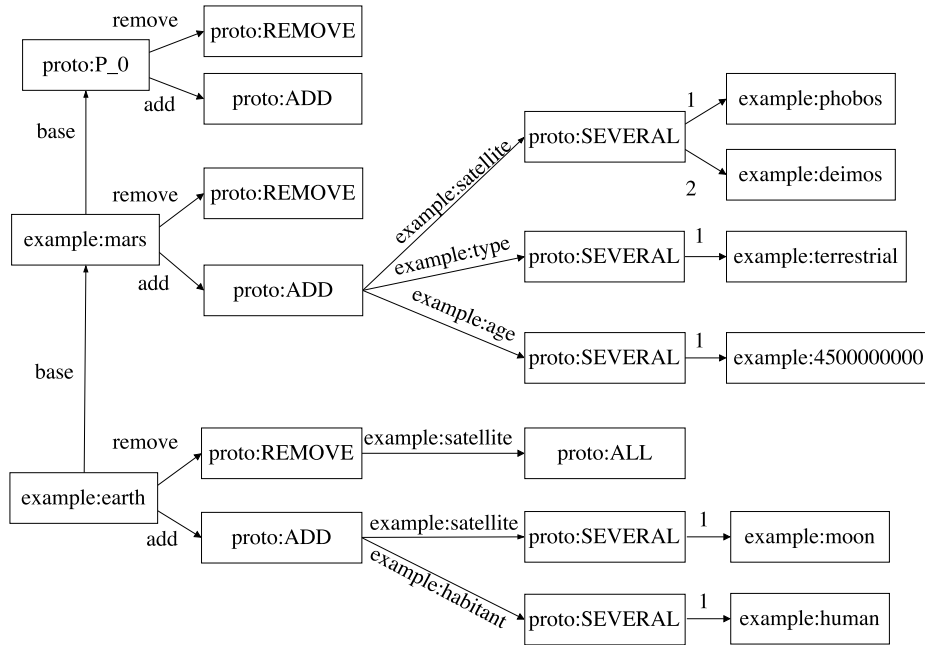 remove
proto:REMOVE
proto:P_0
add
proto:ADD
base
remove
proto:REMOVE
example:mars
add
proto:ADD
example:satellite
proto:SEVERAL
1
example:phobos
2
example:deimos
example:type
proto:SEVERAL
1
example:terrestrial
example:age
proto:SEVERAL
1
example:4500000000
base
remove
proto:REMOVE
example:satellite
proto:ALL
example:earth
add
proto:ADD
example:satellite
proto:SEVERAL
1
example:moon
example:habitant
proto:SEVERAL
1
example:human